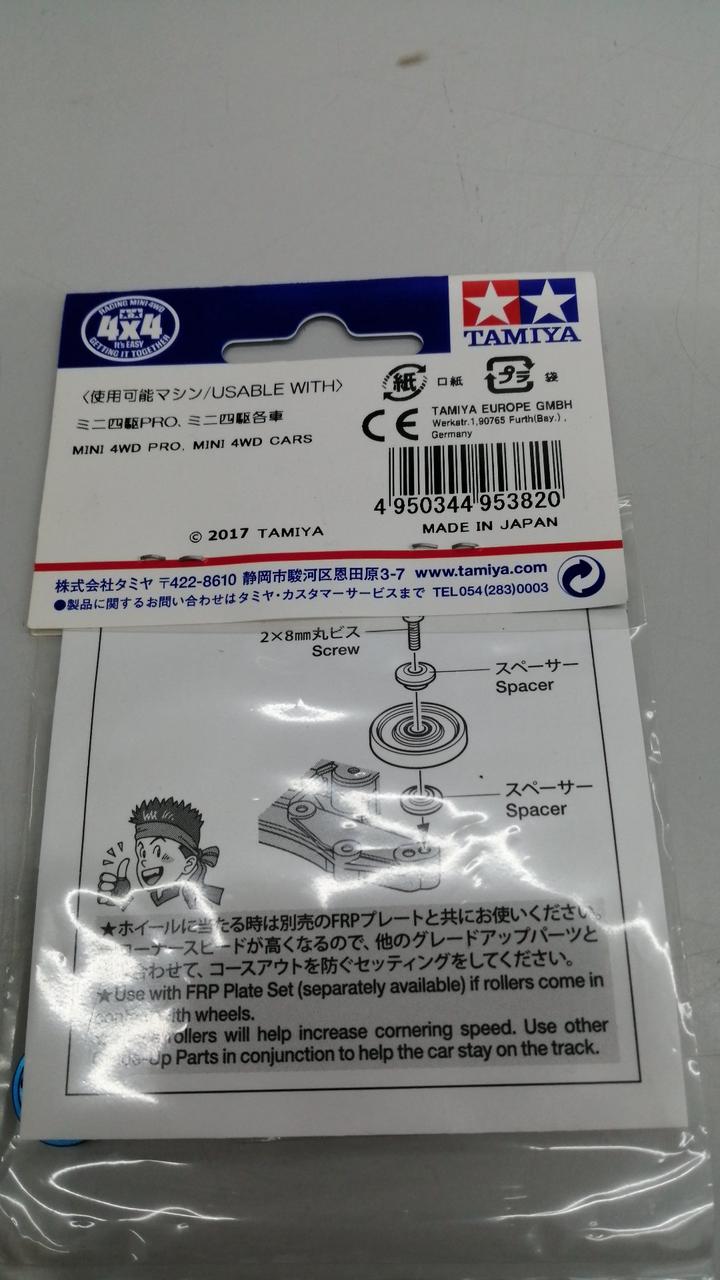 RACING MINI 4WD
4x4
It's EASY
GETTING IT TOGETHER
TAMIYA
〈使用可能マシン/USABLE WITH〉
ミニ四駆PRO、ミニ四駆各車
MINI 4WD PRO, MINI 4WD CARS
紙 口紙
プラ 袋
CE
TAMIYA EUROPE GMBH
Werkstr.1,90765 Furth(Bay.),
Germany
4 950344 953820
© 2017 TAMIYA
MADE IN JAPAN
株式会社タミヤ 〒422-8610 静岡市駿河区恩田原3-7 www.tamiya.com
●製品に関するお問い合わせはタミヤ・カスタマーサービスまで TEL054(283)0003
2×8mm丸ビス
Screw
スペーサー
Spacer
スペーサー
Spacer
★ホイールに当たる時は別売のFRPプレートと共にお使いください。
コーナースピードが高くなるので、他のグレードアップパーツと
合わせて、コースアウトを防ぐセッティングをしてください。
★Use with FRP Plate Set (separately available) if rollers come in
with wheels.
rollers will help increase cornering speed. Use other
Parts in conjunction to help the car stay on the track.